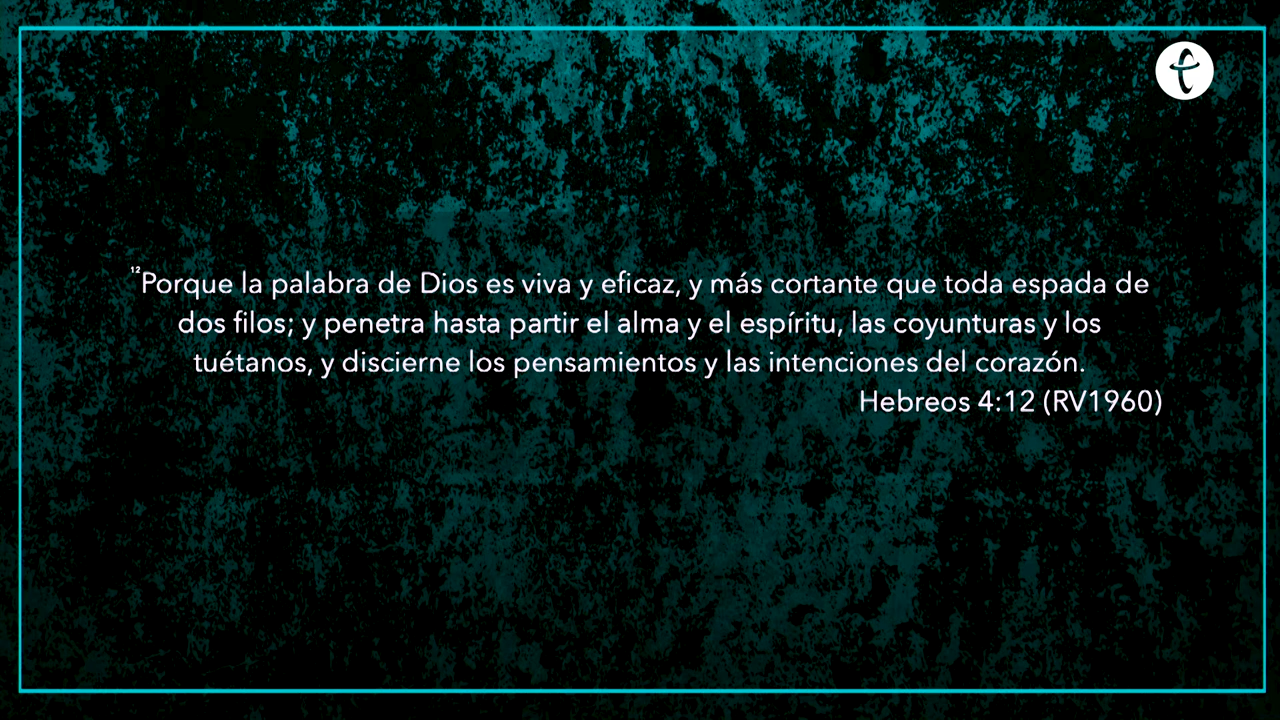 ¹²Porque la palabra de Dios es viva y eficaz, y más cortante que toda espada de
dos filos; y penetra hasta partir el alma y el espíritu, las coyunturas y los
tuétanos, y discierne los pensamientos y las intenciones del corazón.
Hebreos 4:12 (RV1960)